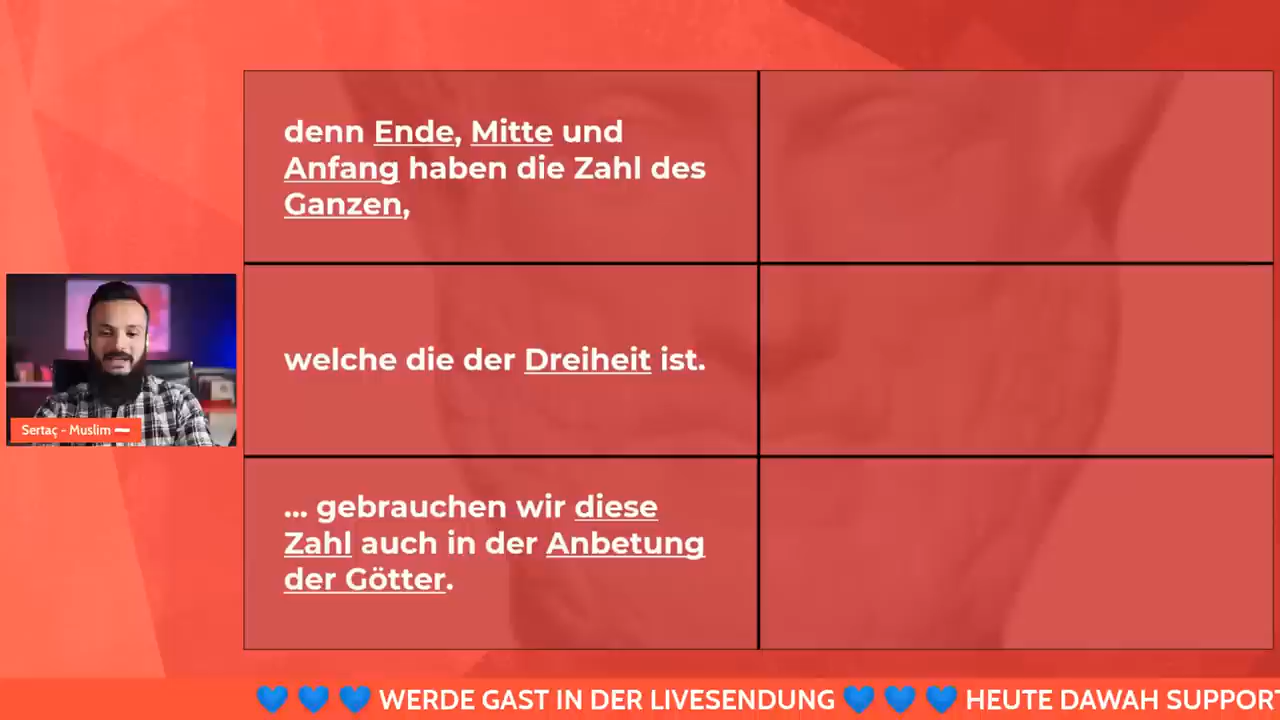 denn Ende, Mitte und
Anfang haben die Zahl des
Ganzen,
welche die der Dreiheit ist.
... gebrauchen wir diese
Zahl auch in der Anbetung
der Götter.
Sertaç - Muslim
💙 💙 💙 WERDE GAST IN DER LIVESENDUNG 💙 💙 💙 HEUTE DAWAH SUPPORT